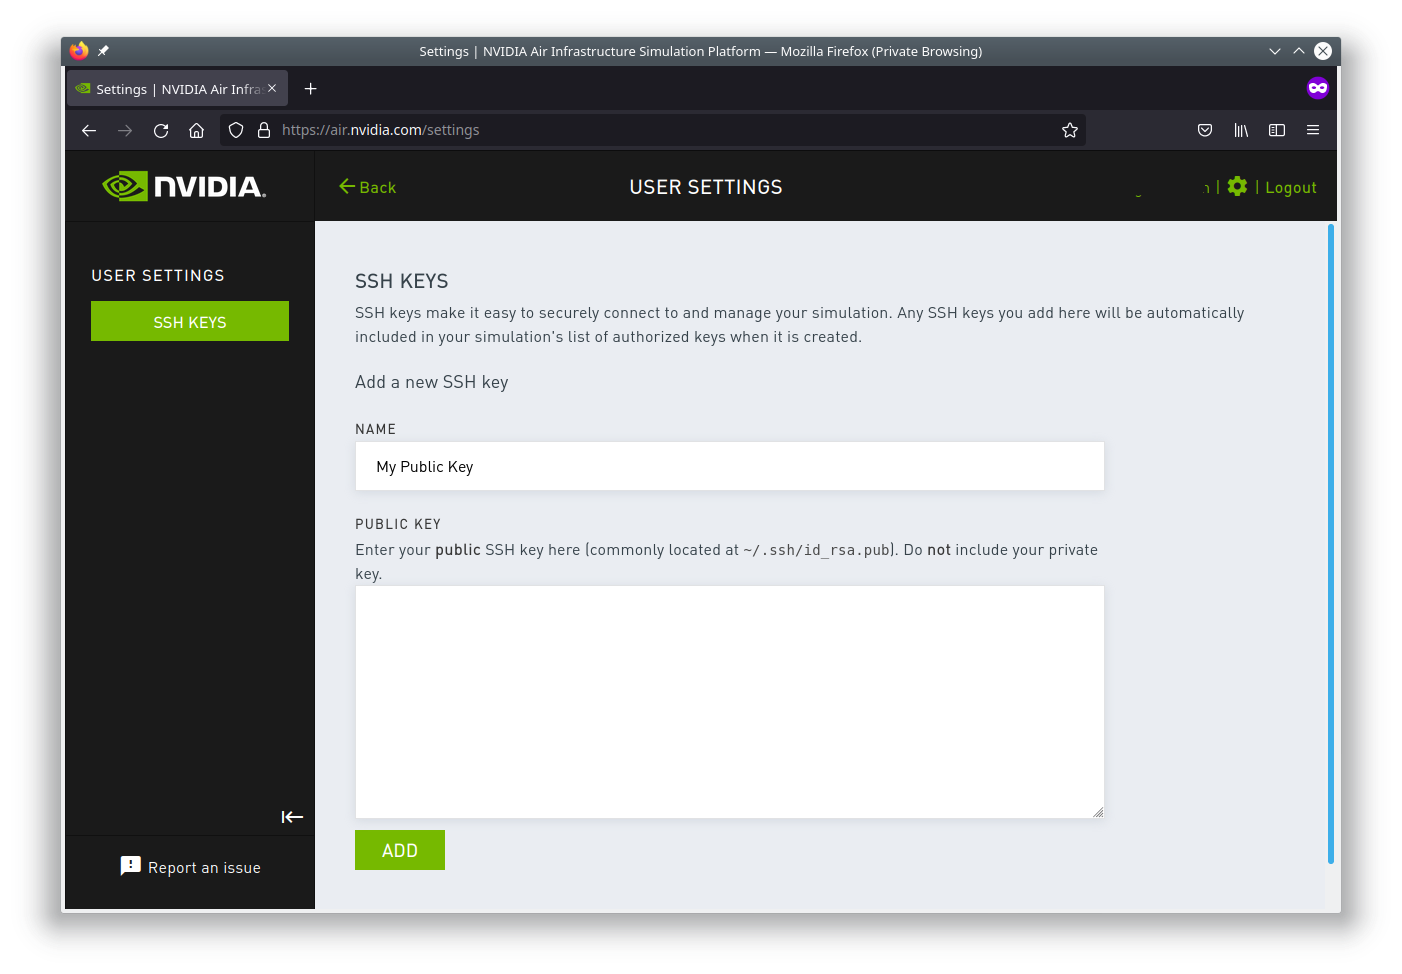 Settings | NVIDIA Air Infrastructure Simulation Platform — Mozilla Firefox (Private Browsing)
Settings | NVIDIA Air Infras
https://air.nvidia.com/settings
NVIDIA.
Back
USER SETTINGS
| | Logout
USER SETTINGS
SSH KEYS
Report an issue
SSH KEYS
SSH keys make it easy to securely connect to and manage your simulation. Any SSH keys you add here will be automatically
included in your simulation's list of authorized keys when it is created.
Add a new SSH key
NAME
My Public Key
PUBLIC KEY
Enter your public SSH key here (commonly located at ~/.ssh/id_rsa.pub). Do not include your private
key.
ADD